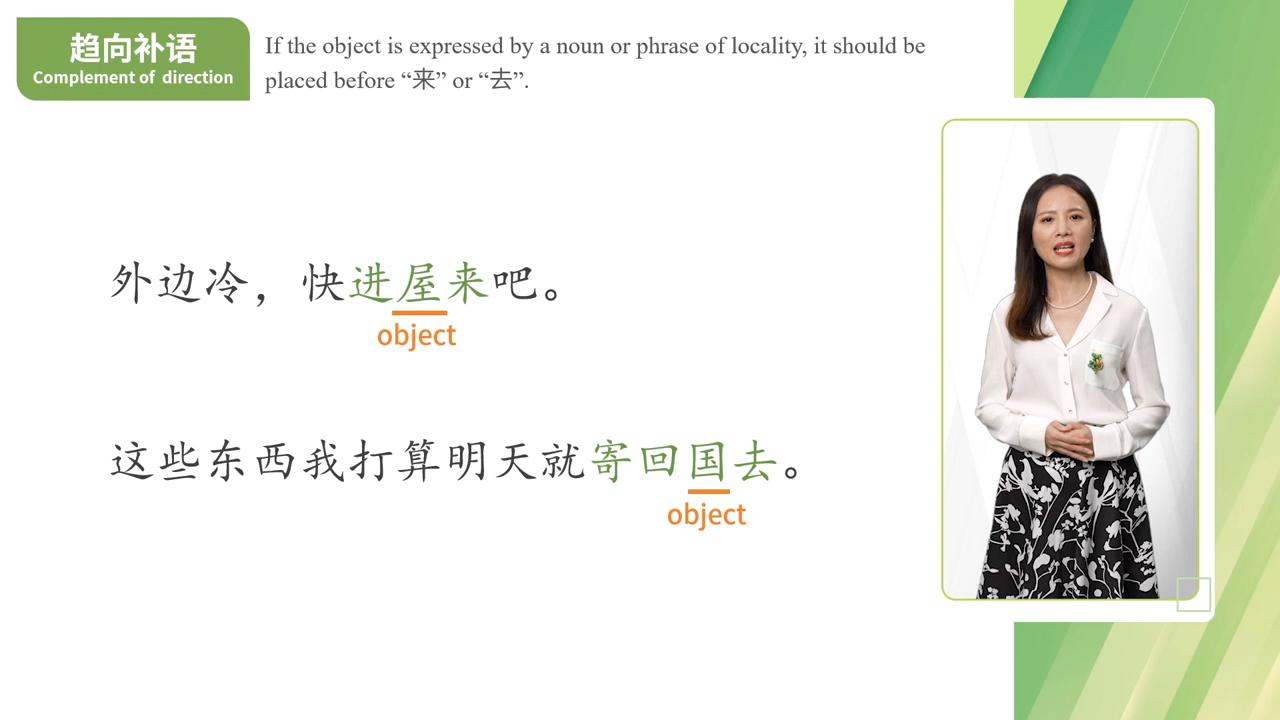 趋向补语
Complement of direction
If the object is expressed by a noun or phrase of locality, it should be
placed before “来” or “去”.
外边冷，快进屋来吧。
object
这些东西我打算明天就寄回国去。
object